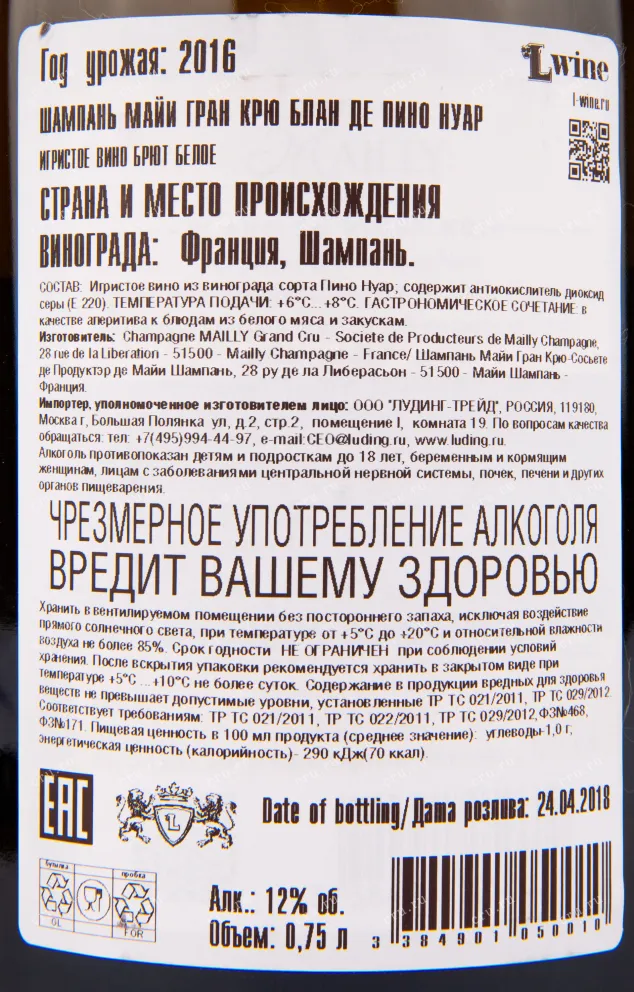 Год урожая: 2016
Lwine
l-wine.ru
ШАМПАНЬ МАЙИ ГРАН КРЮ БЛАН ДЕ ПИНО НУАР
ИГРИСТОЕ ВИНО БРЮТ БЕЛОЕ
СТРАНА И МЕСТО ПРОИСХОЖДЕНИЯ
ВИНОГРАДА: Франция, Шампань.
СОСТАВ: Игристое вино из винограда сорта Пино Нуар; содержит антиокислитель диоксид
серы (Е 220). ТЕМПЕРАТУРА ПОДАЧИ: +6°С...+8°С. ГАСТРОНОМИЧЕСКОЕ СОЧЕТАНИЕ: в
качестве аперитива к блюдам из белого мяса и закускам.
Изготовитель: Champagne MAILLY Grand Cru - Societe de Producteurs de Mailly Champagne,
28 rue de la Liberation - 51500 - Mailly Champagne - France/ Шампань Майи Гран Крю-Сосьете
де Продуктэр де Майи Шампань, 28 ру де ла Либерасьон - 51500 - Майи Шампань -
Франция.
Импортер, уполномоченное изготовителем лицо: ООО "ЛУДИНГ-ТРЕЙД", РОССИЯ, 119180,
Москва г, Большая Полянка ул, д.2, стр.2, помещение I, комната 19. По вопросам качества
обращаться: тел: +7(495)994-44-97, e-mail:CEO@luding.ru, www.luding.ru.
Алкоголь противопоказан детям и подросткам до 18 лет, беременным и кормящим
женщинам, лицам с заболеваниями центральной нервной системы, почек, печени и других
органов пищеварения.
ЧРЕЗМЕРНОЕ УПОТРЕБЛЕНИЕ АЛКОГОЛЯ
ВРЕДИТ ВАШЕМУ ЗДОРОВЬЮ
Хранить в вентилируемом помещении без постороннего запаха, исключая воздействие
прямого солнечного света, при температуре от +5°С до +20°С и относительной влажности
воздуха не более 85%. Срок годности НЕ ОГРАНИЧЕН при соблюдении условий
хранения. После вскрытия упаковки рекомендуется хранить в закрытом виде при
температуре +5°С ...+10°С не более суток. Содержание в продукции вредных для здоровья
веществ не превышает допустимые уровни, установленные ТР ТС 021/2011, ТР ТС 029/2012.
Соответствует требованиям: ТР ТС 021/2011, ТР ТС 022/2011, ТР ТС 029/2012,ФЗ№468,
ФЗ№171. Пищевая ценность в 100 мл продукта (среднее значение): углеводы-1,0 г;
энергетическая ценность (калорийность)- 290 кДж(70 ккал).
ЕАС
L
Date of bottling/Дата розлива: 24.04.2018
бутылка
пробка
GL
FOR
Алк.: 12% об.
Объем: 0,75 л
3 384901 050010